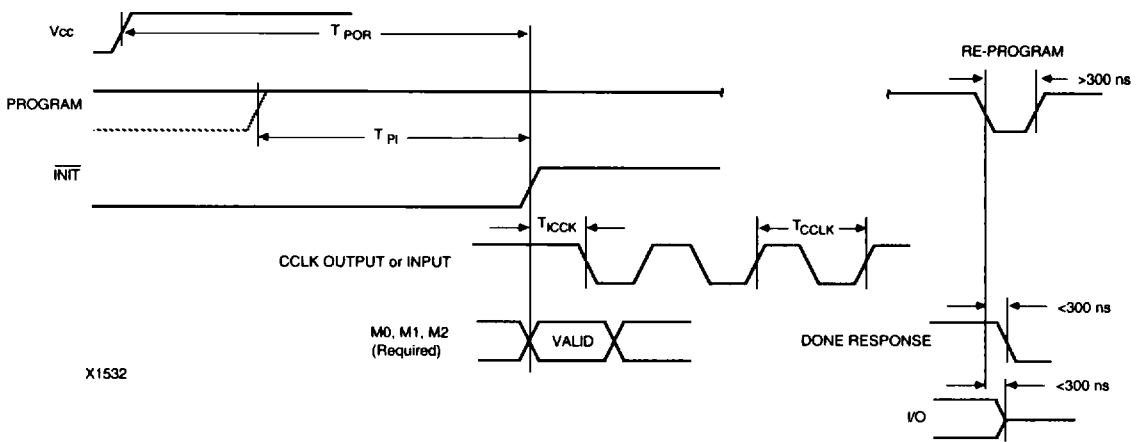 Vcc
T POR
RE-PROGRAM
>300 ns
PROGRAM
T PI
INIT
T ICCK
T CCLK
CCLK OUTPUT or INPUT
<300 ns
M0, M1, M2
(Required)
VALID
DONE RESPONSE
X1532
<300 ns
I/O